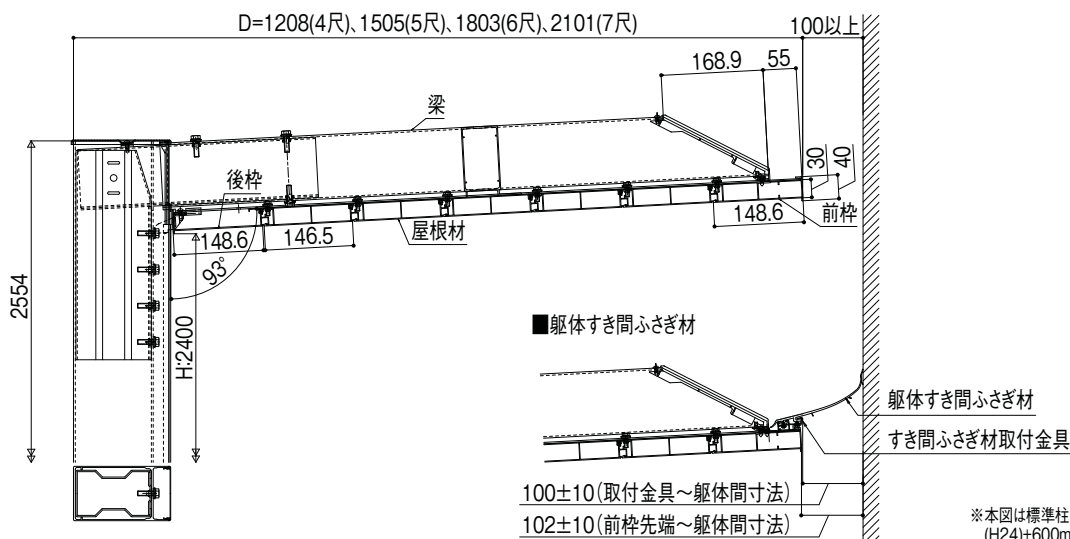 D=1208(4尺)、1505(5尺)、1803(6尺)、2101(7尺)
100以上
168.9
55
梁
30
40
後枠
前枠
148.6
146.5
屋根材
148.6
93°
2554
H:2400
■躯体すき間ふさぎ材
躯体すき間ふさぎ材
すき間ふさぎ材取付金具
100±10(取付金具～躯体間寸法)
102±10(前枠先端～躯体間寸法)
※本図は標準柱
(H24)+600m